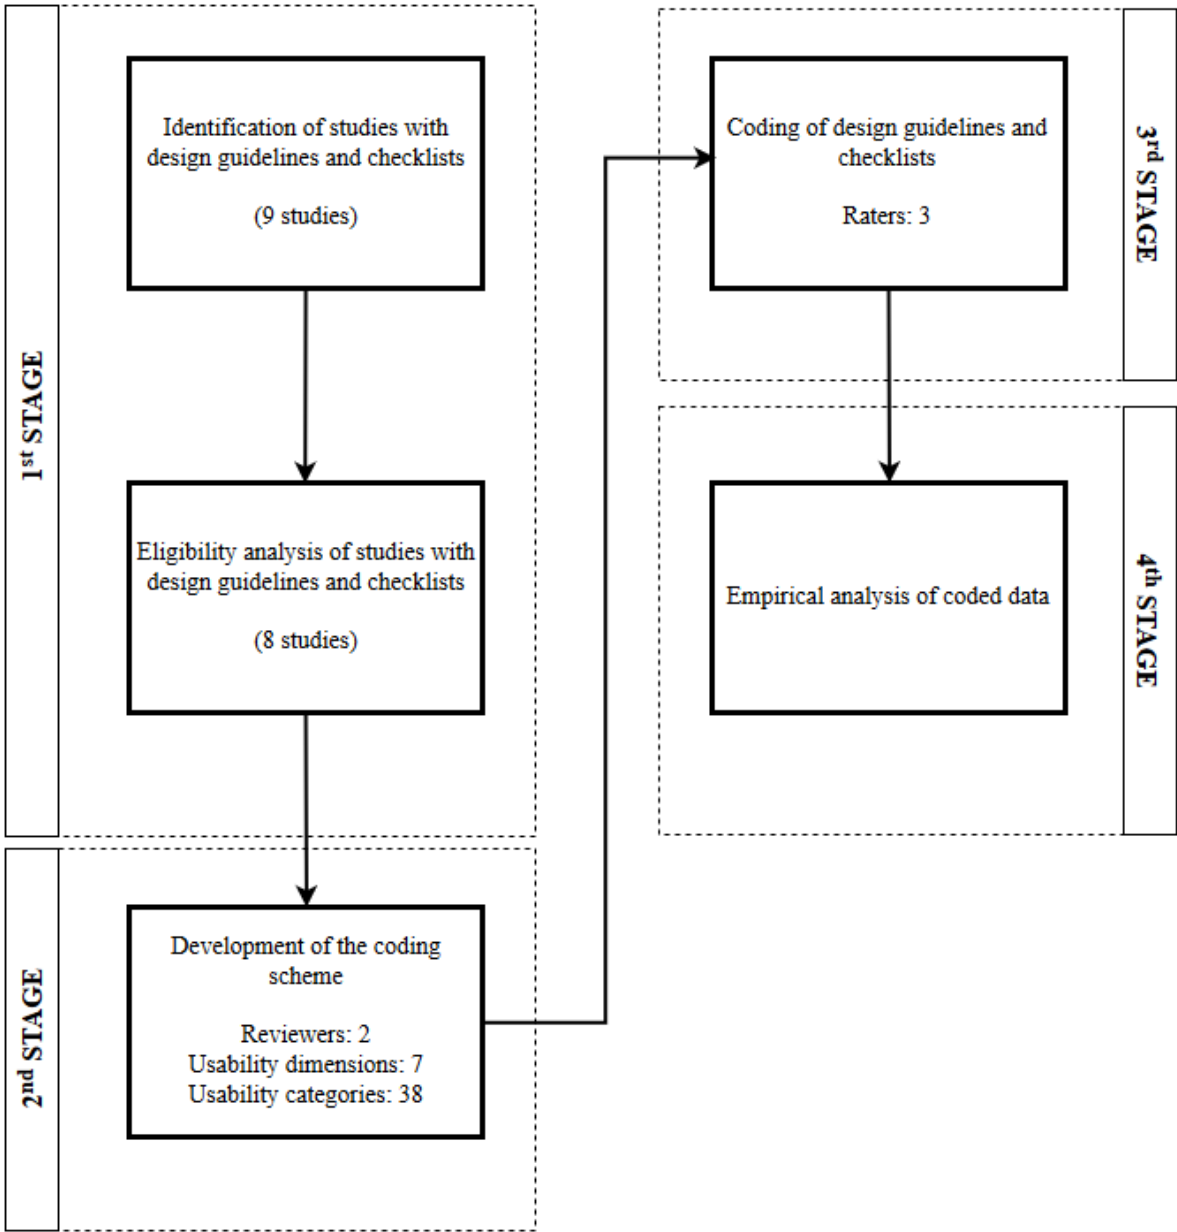 1st STAGE
Identification of studies with
design guidelines and checklists
(9 studies)
Eligibility analysis of studies with
design guidelines and checklists
(8 studies)
2nd STAGE
Development of the coding
scheme
Reviewers: 2
Usability dimensions: 7
Usability categories: 38
3rd STAGE
Coding of design guidelines and
checklists
Raters: 3
4th STAGE
Empirical analysis of coded data